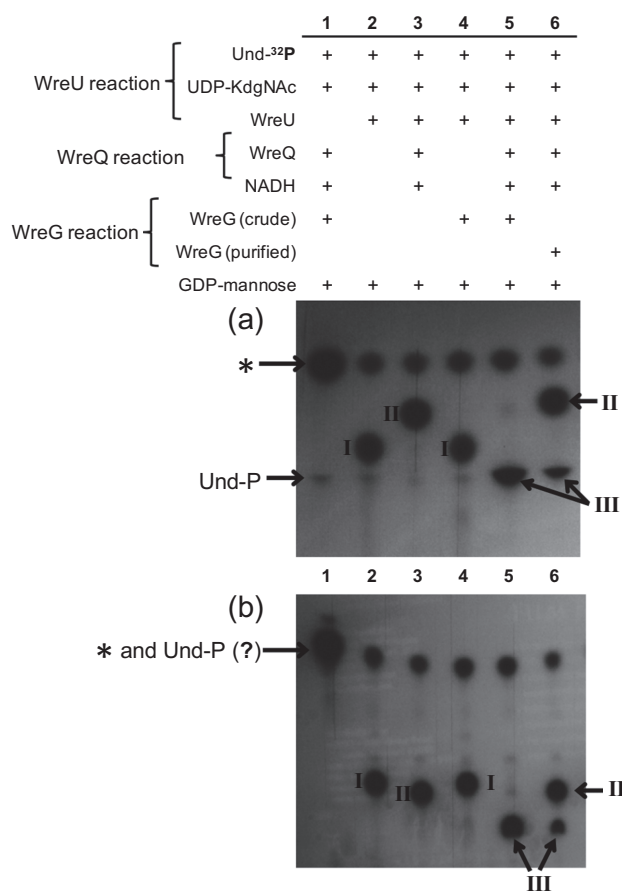 1 2 3 4 5 6
Und-³²P + + + + + +
WreU reaction
UDP-KdgNAc + + + + + +
WreU + + + + +
WreQ reaction
WreQ + + + +
NADH + + + +
WreG reaction
WreG (crude) + + +
WreG (purified) +
GDP-mannose + + + + + +
(a)
*
II
II
I I
Und-P
III
1 2 3 4 5 6
(b)
* and Und-P (?)
I II I II
III